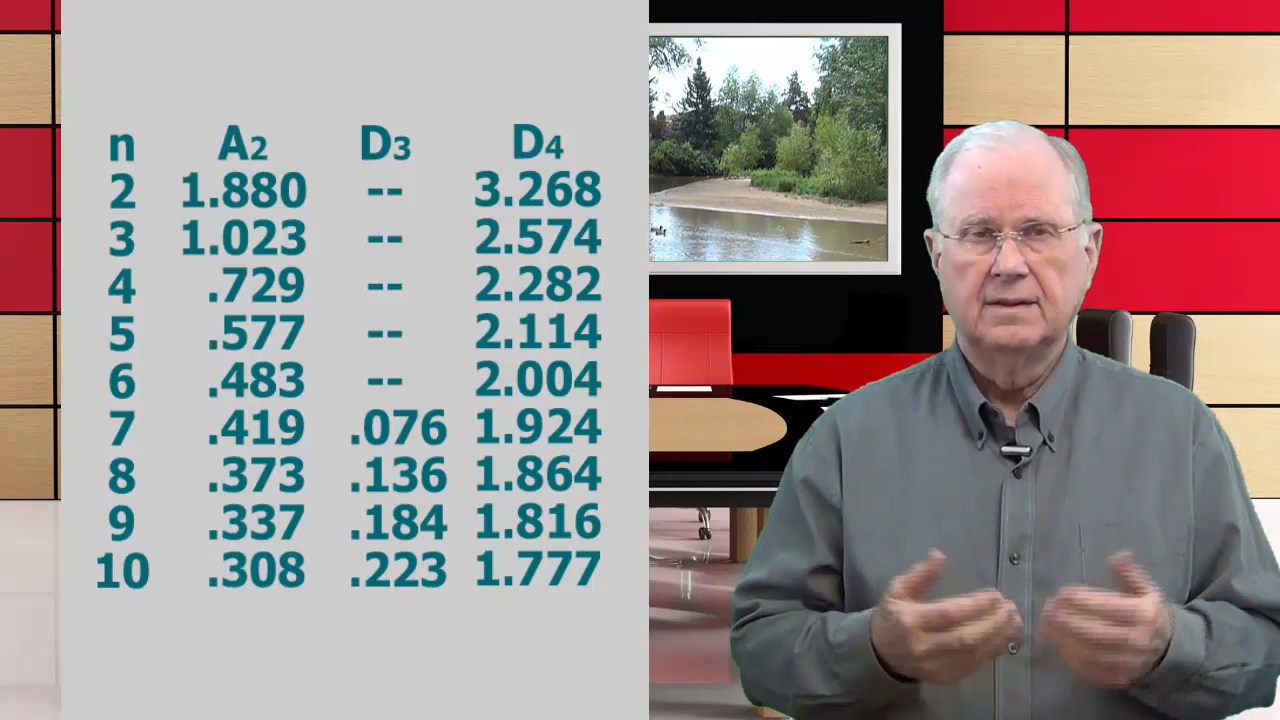 n A2 D3 D4
2 1.880 -- 3.268
3 1.023 -- 2.574
4 .729 -- 2.282
5 .577 -- 2.114
6 .483 -- 2.004
7 .419 .076 1.924
8 .373 .136 1.864
9 .337 .184 1.816
10 .308 .223 1.777